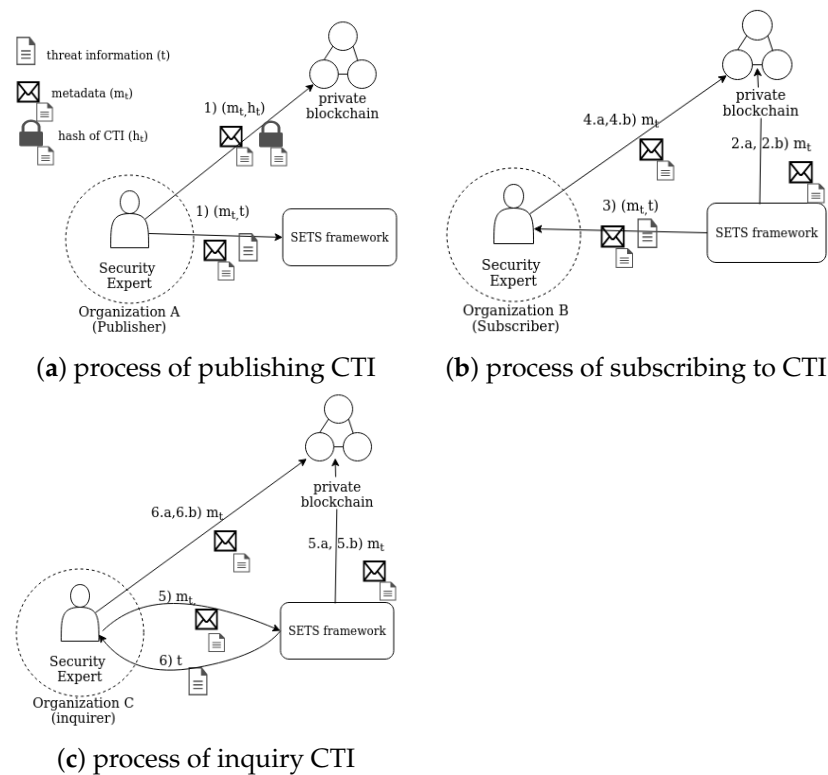 threat information (t)
metadata (mₜ)
hash of CTI (hₜ)
1) (mₜ,hₜ)
private
blockchain
1) (mₜ,t)
SETS framework
Security
Expert
Organization A
(Publisher)
(a) process of publishing CTI
private
blockchain
4.a,4.b) mₜ
2.a, 2.b) mₜ
3) (mₜ,t)
SETS framework
Security
Expert
Organization B
(Subscriber)
(b) process of subscribing to CTI
private
blockchain
6.a,6.b) mₜ
5.a, 5.b) mₜ
5) mₜ
SETS framework
6) t
Security
Expert
Organization C
(inquirer)
(c) process of inquiry CTI